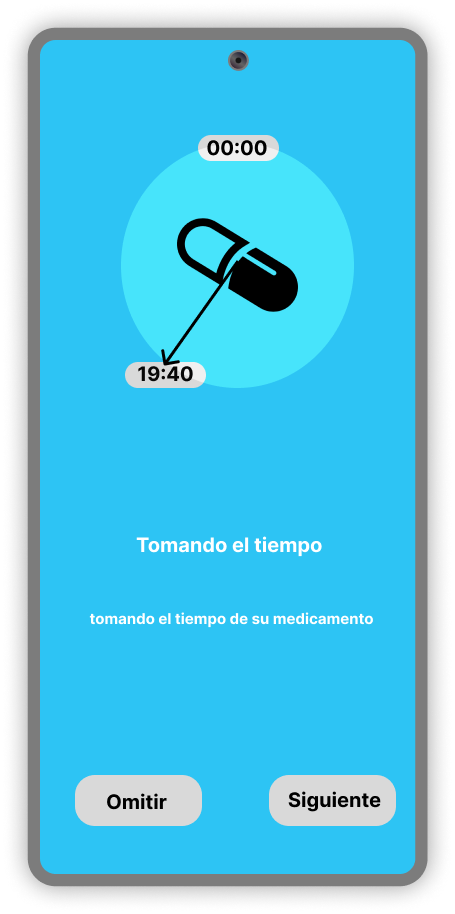 00:00
19:40
Tomando el tiempo
tomando el tiempo de su medicamento
Omitir
Siguiente